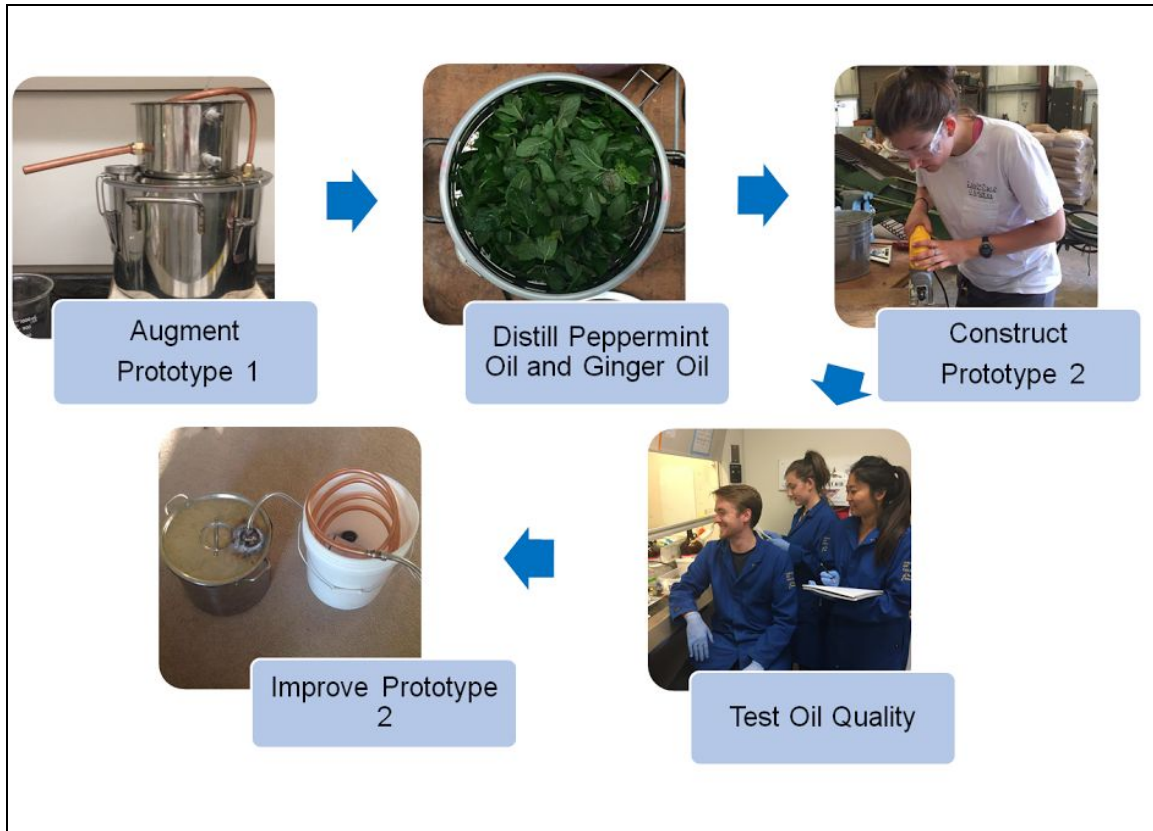 Augment
Prototype 1
Distill Peppermint
Oil and Ginger Oil
Construct
Prototype 2
Test Oil Quality
Improve Prototype
2